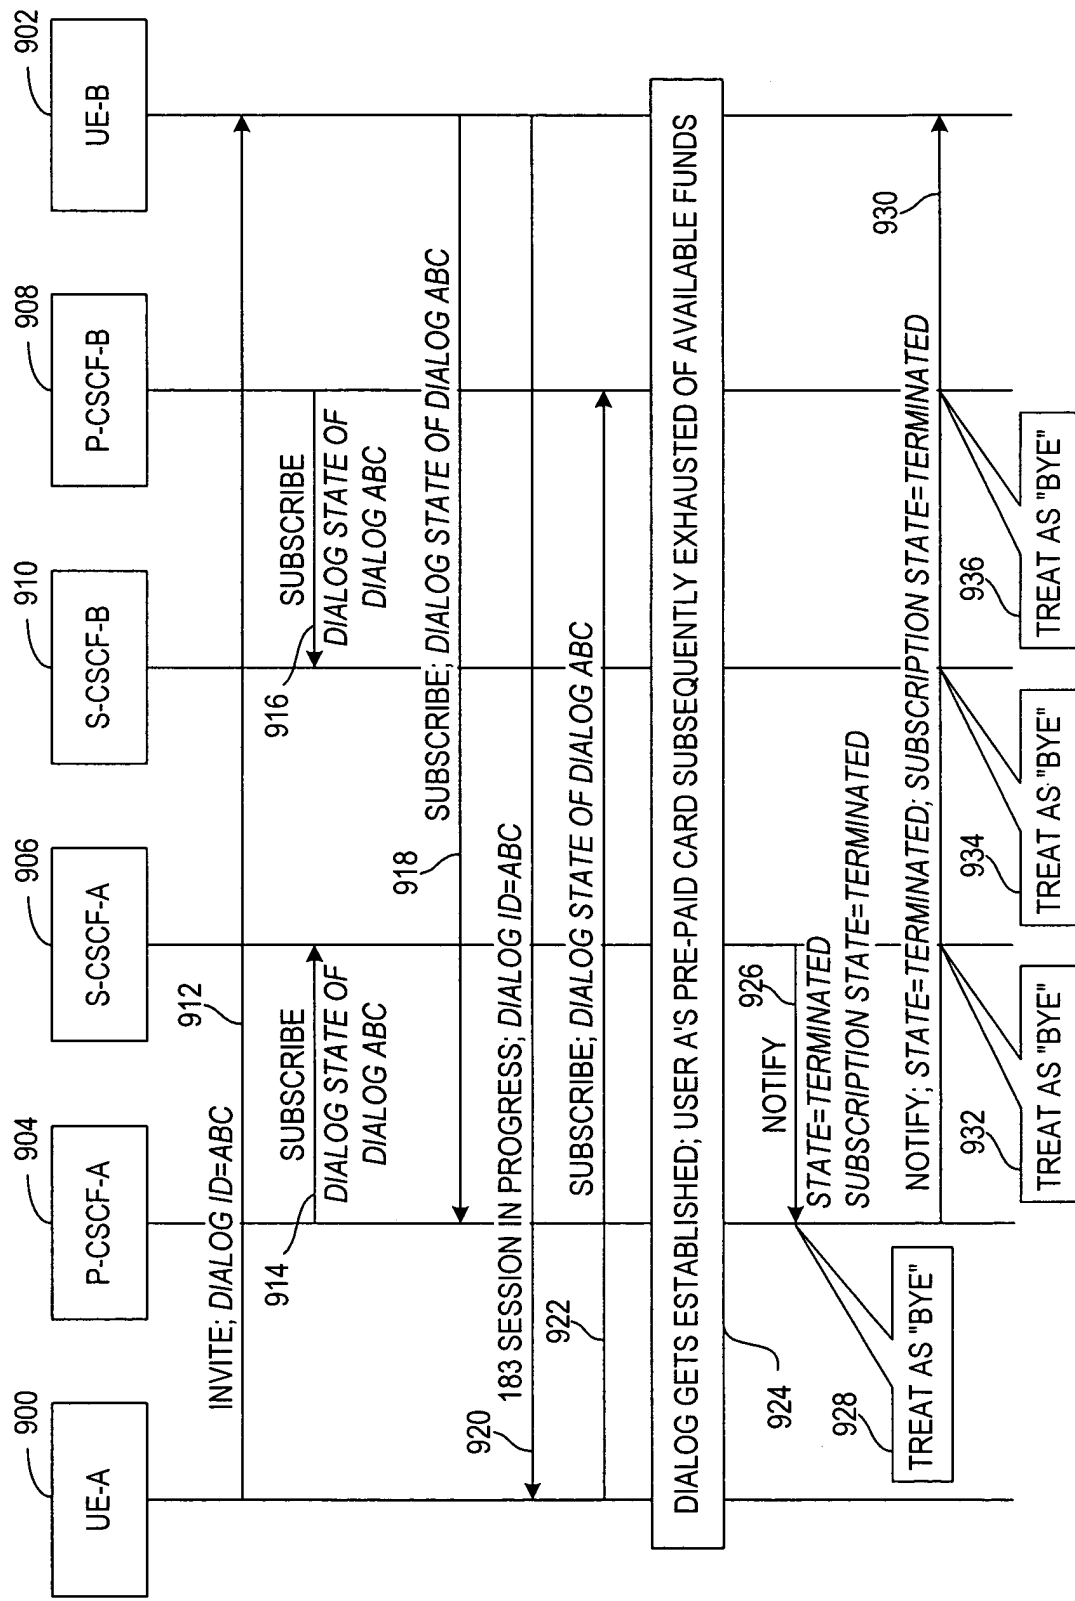 900
904
906
910
908
902
UE-A
P-CSCF-A
S-CSCF-A
S-CSCF-B
P-CSCF-B
UE-B
INVITE; DIALOG ID=ABC
912
SUBSCRIBE
DIALOG STATE OF
DIALOG ABC
914
SUBSCRIBE
DIALOG STATE OF
DIALOG ABC
916
SUBSCRIBE; DIALOG STATE OF DIALOG ABC
918
183 SESSION IN PROGRESS; DIALOG ID=ABC
920
SUBSCRIBE; DIALOG STATE OF DIALOG ABC
922
DIALOG GETS ESTABLISHED; USER A'S PRE-PAID CARD SUBSEQUENTLY EXHAUSTED OF AVAILABLE FUNDS
924
NOTIFY
926
STATE=TERMINATED
SUBSCRIPTION STATE=TERMINATED
928
TREAT AS "BYE"
NOTIFY; STATE=TERMINATED; SUBSCRIPTION STATE=TERMINATED
930
932
TREAT AS "BYE"
934
TREAT AS "BYE"
936
TREAT AS "BYE"